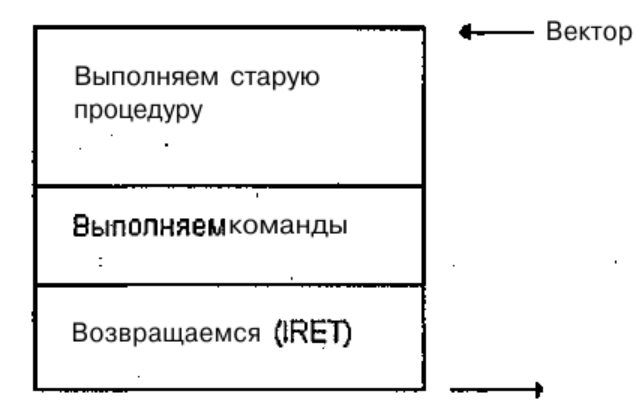 Вектор
Выполняем старую
процедуру
Выполняем команды
Возвращаемся (IRET)